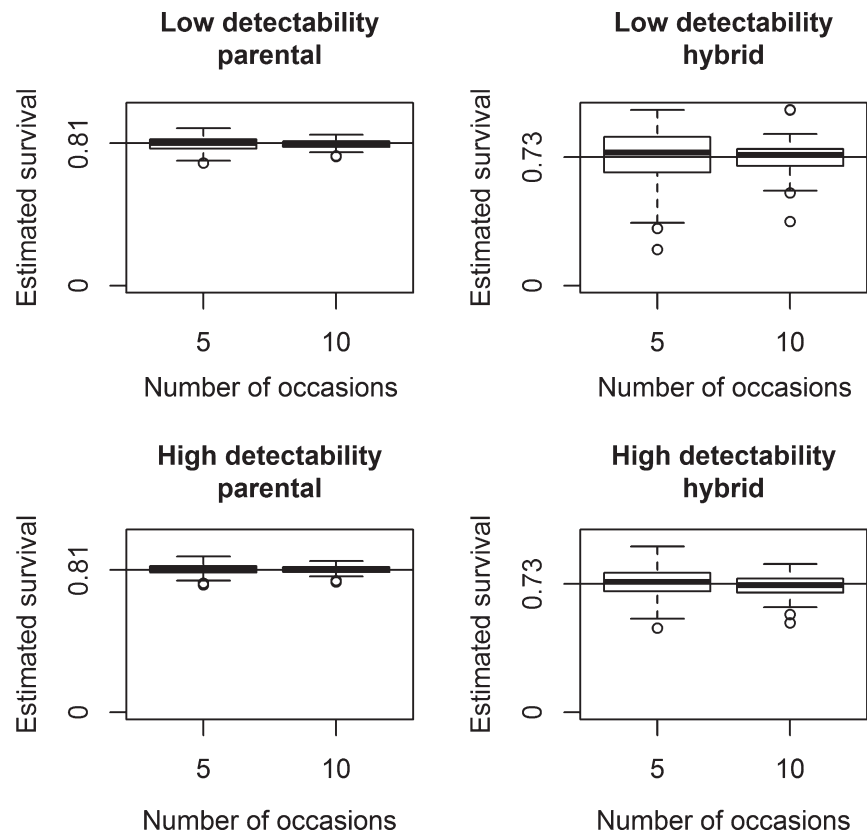 Low detectability
parental
Estimated survival
0.81
0
5
10
Number of occasions
Low detectability
hybrid
Estimated survival
0.73
0
5
10
Number of occasions
High detectability
parental
Estimated survival
0.81
0
5
10
Number of occasions
High detectability
hybrid
Estimated survival
0.73
0
5
10
Number of occasions